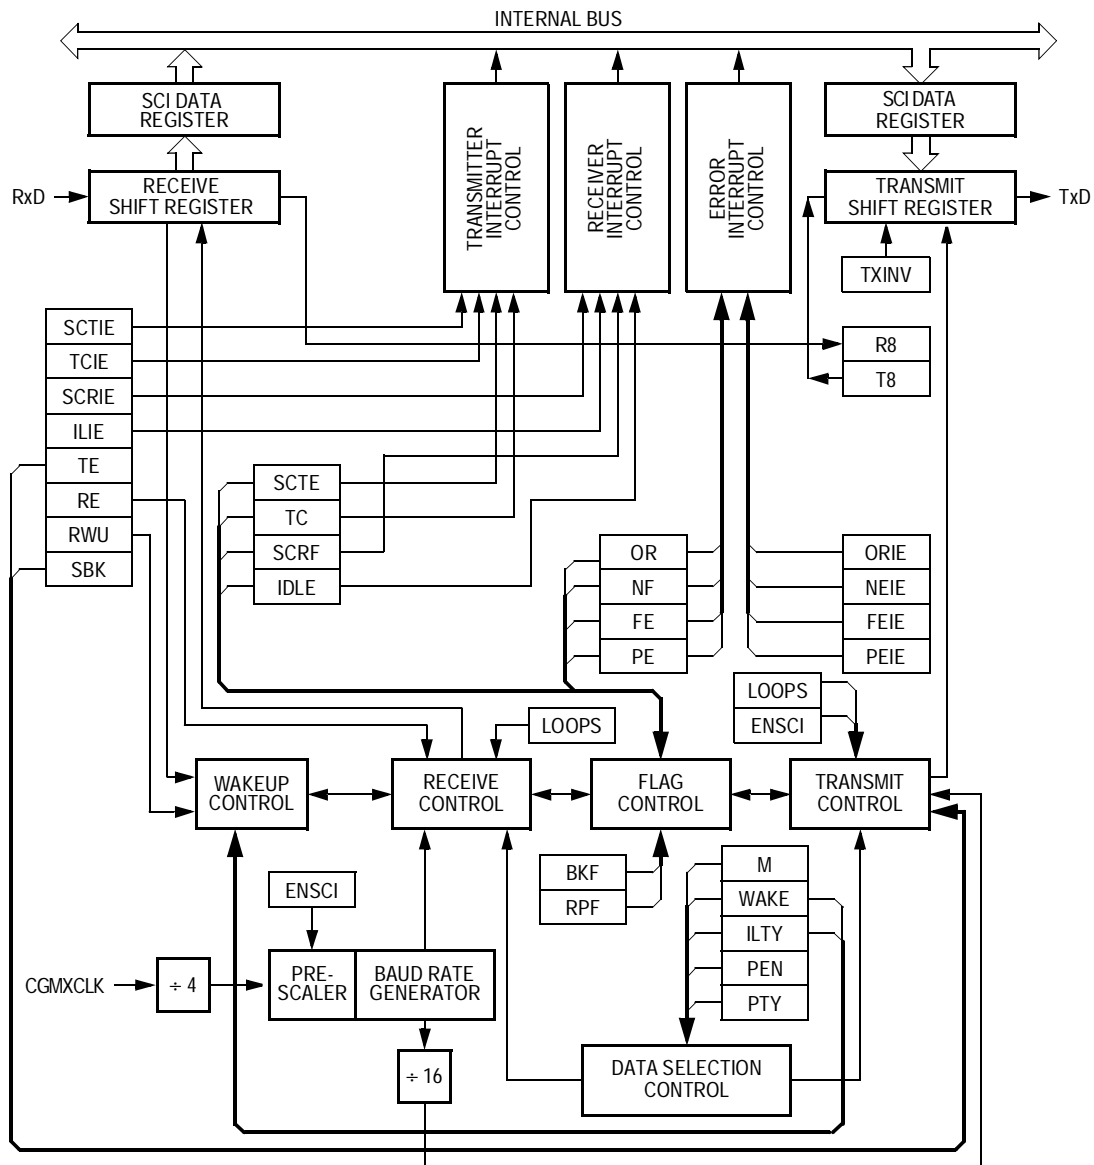 INTERNAL BUS
SCI DATA
REGISTER
SCI DATA
REGISTER
TRANSMITTER
INTERRUPT
CONTROL
RECEIVER
INTERRUPT
CONTROL
ERROR
INTERRUPT
CONTROL
RxD
RECEIVE
SHIFT REGISTER
TRANSMIT
SHIFT REGISTER
TxD
TXINV
SCTIE
TCIE
SCRIE
ILIE
TE
RE
RWU
SBK
R8
T8
SCTE
TC
SCRF
IDLE
OR
NF
FE
PE
ORIE
NEIE
FEIE
PEIE
LOOPS
ENSCI
LOOPS
WAKEUP
CONTROL
RECEIVE
CONTROL
FLAG
CONTROL
TRANSMIT
CONTROL
BKF
RPF
M
WAKE
ILTY
PEN
PTY
ENSCI
CGMXCLK
÷ 4
PRE-
SCALER
BAUD RATE
GENERATOR
÷ 16
DATA SELECTION
CONTROL